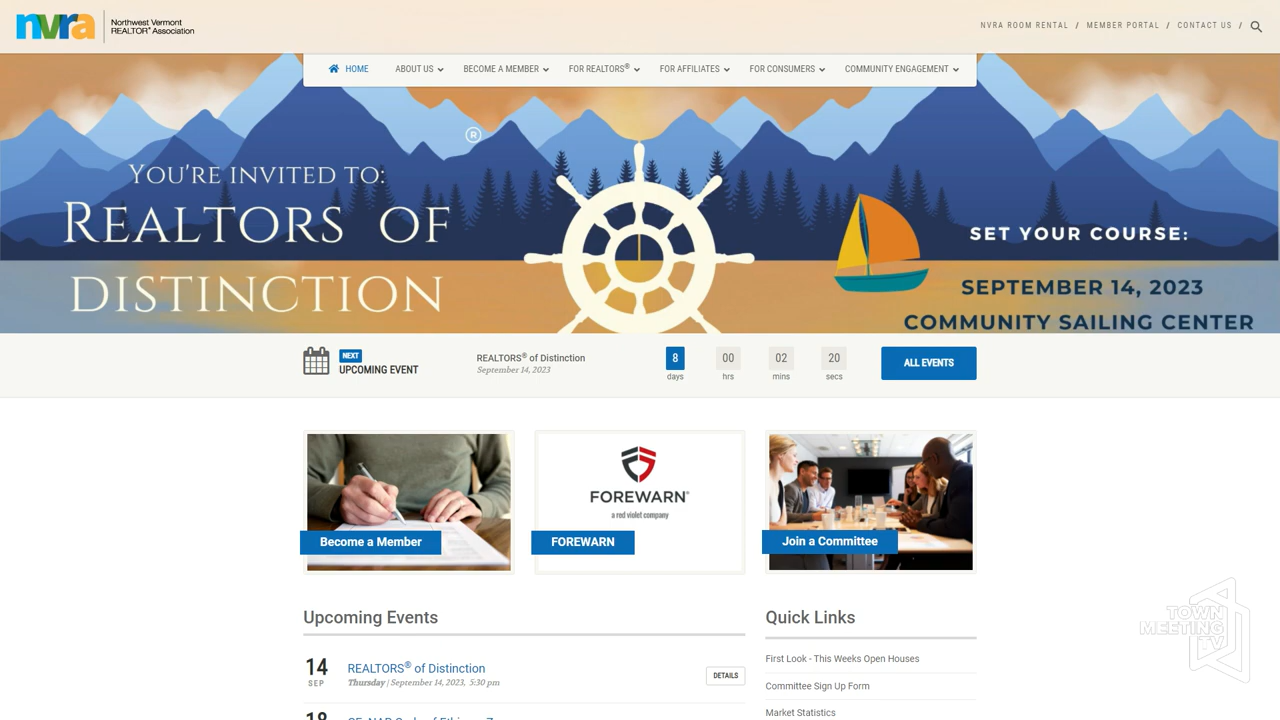 nvra
Northwest Vermont
REALTOR® Association
NVRA ROOM RENTAL / MEMBER PORTAL / CONTACT US /
HOME ABOUT US BECOME A MEMBER FOR REALTORS® FOR AFFILIATES FOR CONSUMERS COMMUNITY ENGAGEMENT
®
YOU'RE INVITED TO:
REALTORS OF
DISTINCTION
SET YOUR COURSE:
SEPTEMBER 14, 2023
COMMUNITY SAILING CENTER
NEXT
UPCOMING EVENT
REALTORS® of Distinction
September 14, 2023
8 00 02 20
days hrs mins secs
ALL EVENTS
FOREWARN®
a red violet company
Become a Member
FOREWARN
Join a Committee
Upcoming Events
14
SEP
REALTORS® of Distinction
Thursday | September 14, 2023, 5:30 pm
DETAILS
Quick Links
First Look - This Weeks Open Houses
Committee Sign Up Form
Market Statistics
TOWN
MEETING
TV